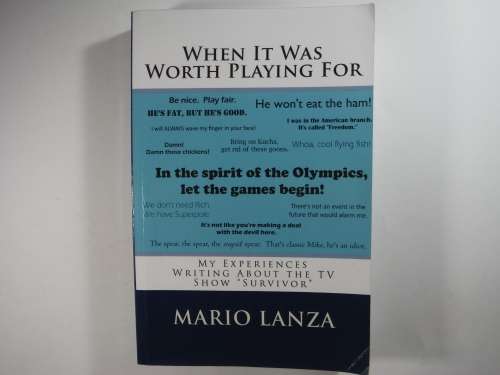 When It Was
Worth Playing For
Be nice. Play fair.
He won't eat the ham!
HE'S FAT, BUT HE'S GOOD.
I was in the American branch.
It's called "Freedom."
I will ALWAYS wave my finger in your face!
Damn!
Damn those chickens!
Bring on Katcha,
get rid of these goons.
Whoa, cool flying fish!
In the spirit of the Olympics,
let the games begin!
We don't need Rich.
We have Superpole
There's not an event in the
future that would alarm me.
It's not like you're making a deal
with the devil here.
The spear, the spear, the stupid spear.
That's classic Mike, he's an idiot.
My Experiences
Writing About the TV
Show "Survivor"
MARIO LANZA